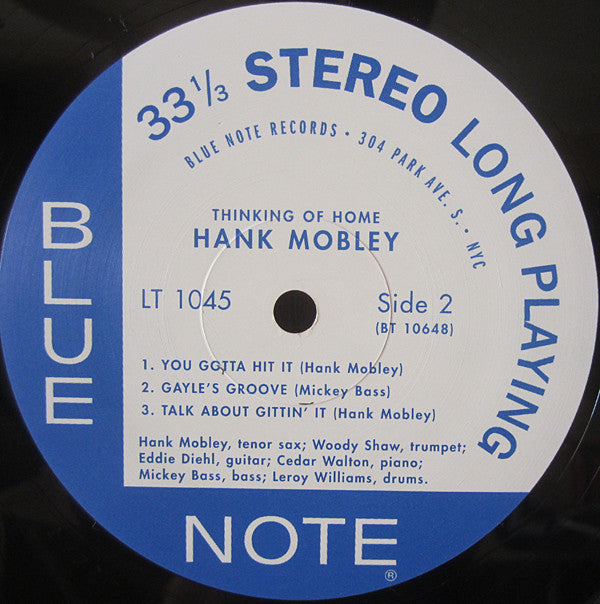 33 1/3 STEREO LONG PLAYING
BLUE NOTE RECORDS • 304 PARK AVE. S. • NYC
THINKING OF HOME
HANK MOBLEY
LT 1045
Side 2
(BT 10648)
1. YOU GOTTA HIT IT (Hank Mobley)
2. GAYLE'S GROOVE (Mickey Bass)
3. TALK ABOUT GITTIN' IT (Hank Mobley)
Hank Mobley, tenor sax; Woody Shaw, trumpet;
Eddie Diehl, guitar; Cedar Walton, piano;
Mickey Bass, bass; Leroy Williams, drums.
BLUE
NOTE®